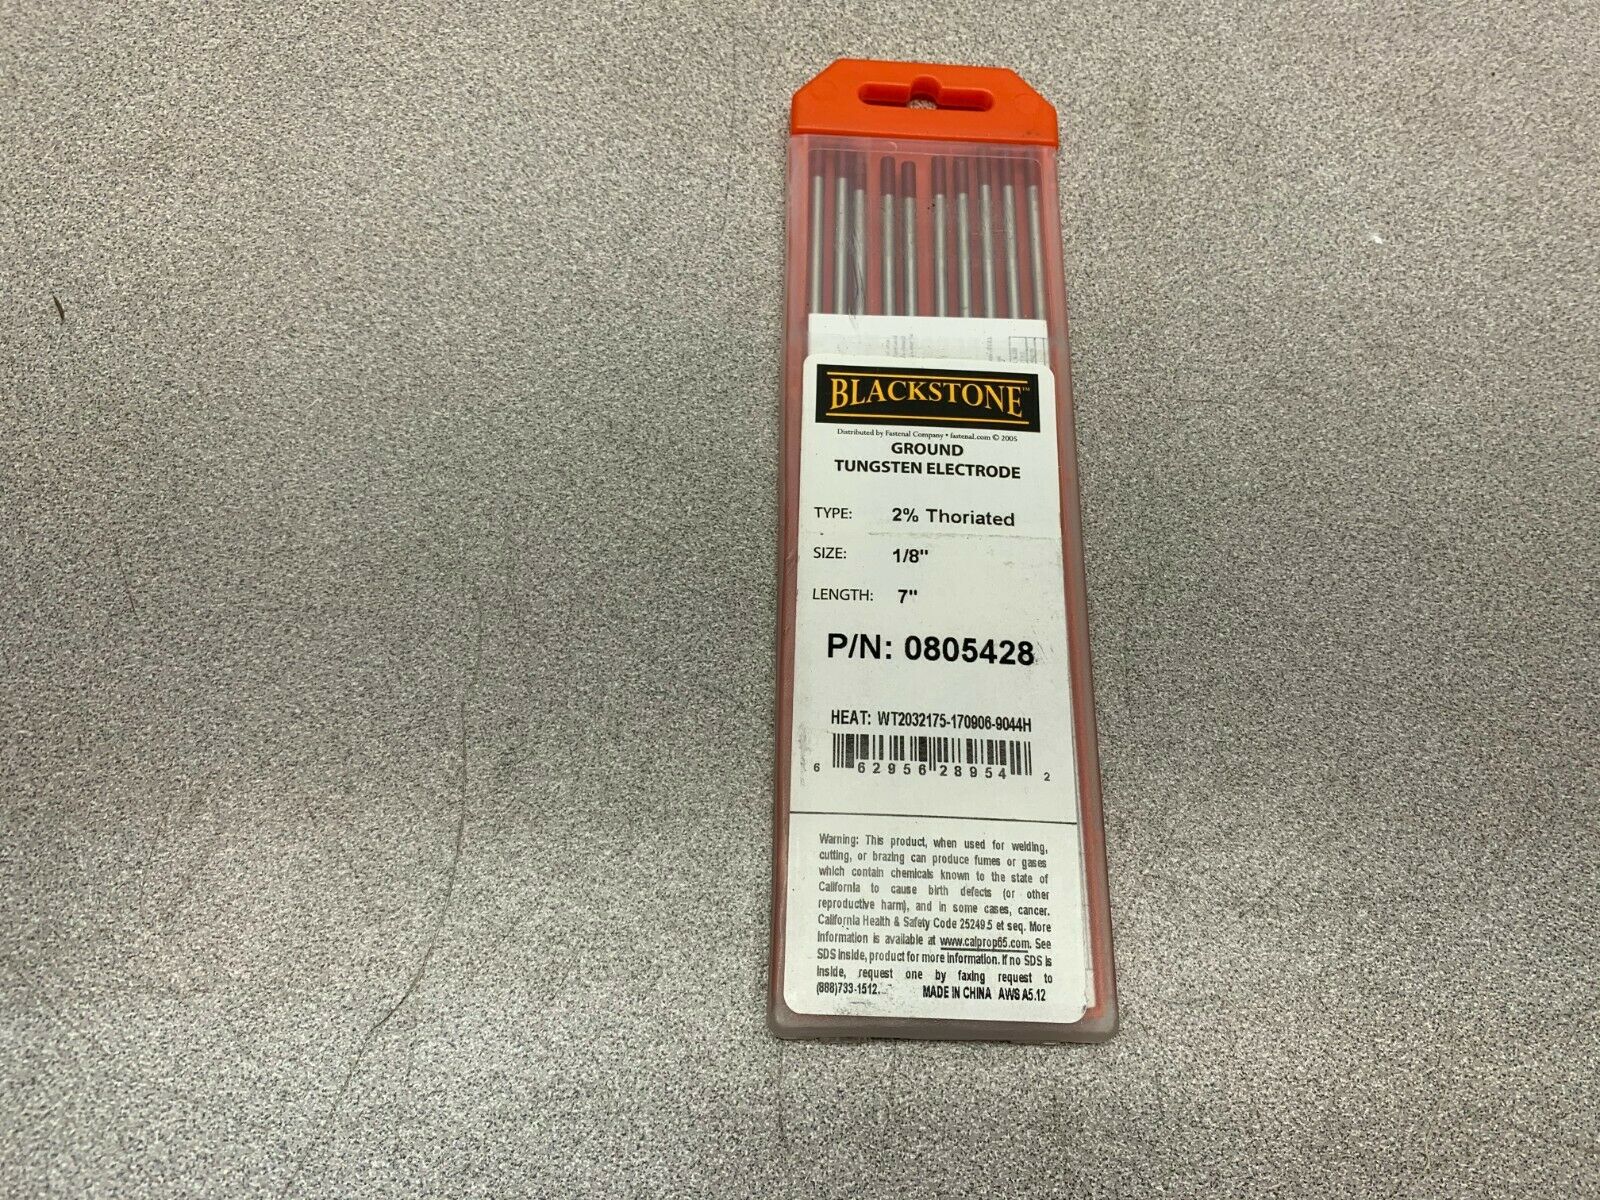 BLACKSTONE™
Distributed by Fastenal Company • fastenal.com © 2005
GROUND
TUNGSTEN ELECTRODE
TYPE: 2% Thoriated
SIZE: 1/8"
LENGTH: 7"
P/N: 0805428
HEAT: WT2032175-170906-9044H
6 62956 28954 2
Warning: This product, when used for welding,
cutting, or brazing can produce fumes or gases
which contain chemicals known to the state of
California to cause birth defects (or other
reproductive harm), and in some cases, cancer.
California Health & Safety Code 25249.5 et seq. More
Information is available at www.calprop65.com. See
SDS Inside, product for more information. If no SDS is
Inside, request one by faxing request to
(888)733-1512. MADE IN CHINA AWS A5.12